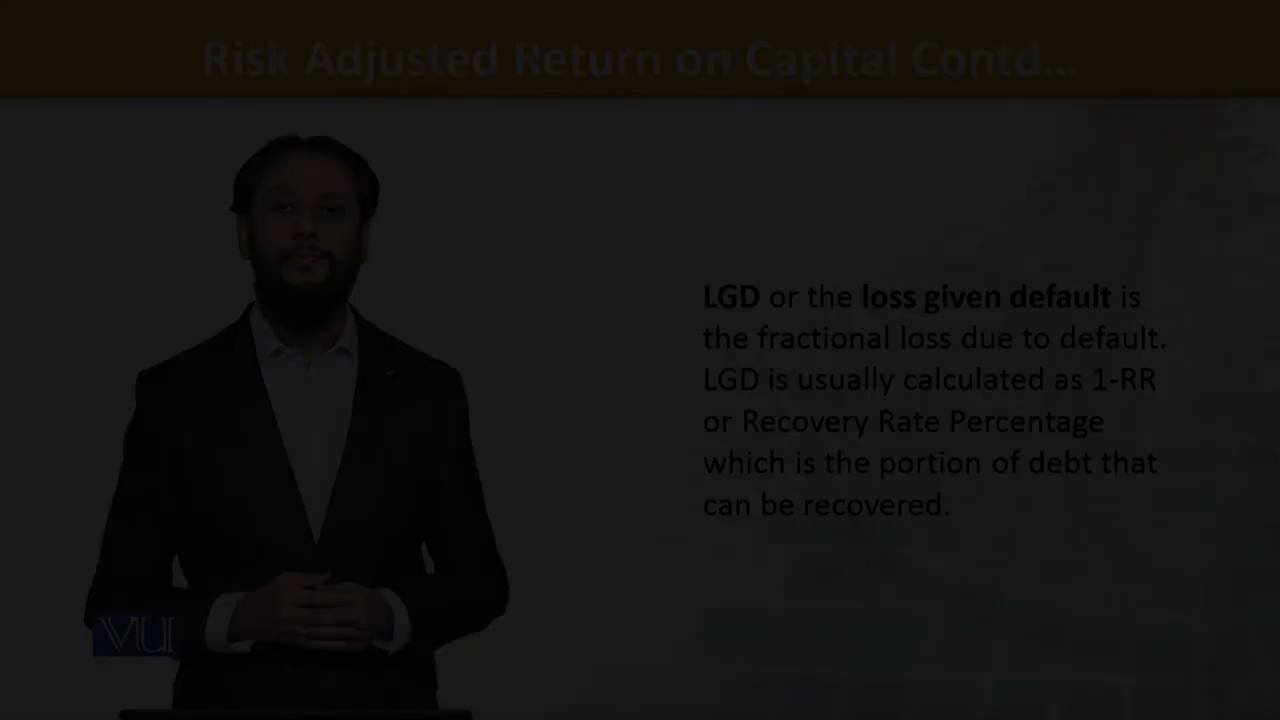 Risk Adjusted Return on Capital Contd...
LGD or the loss given default is
the fractional loss due to default.
LGD is usually calculated as 1-RR
or Recovery Rate Percentage
which is the portion of debt that
can be recovered.
VU